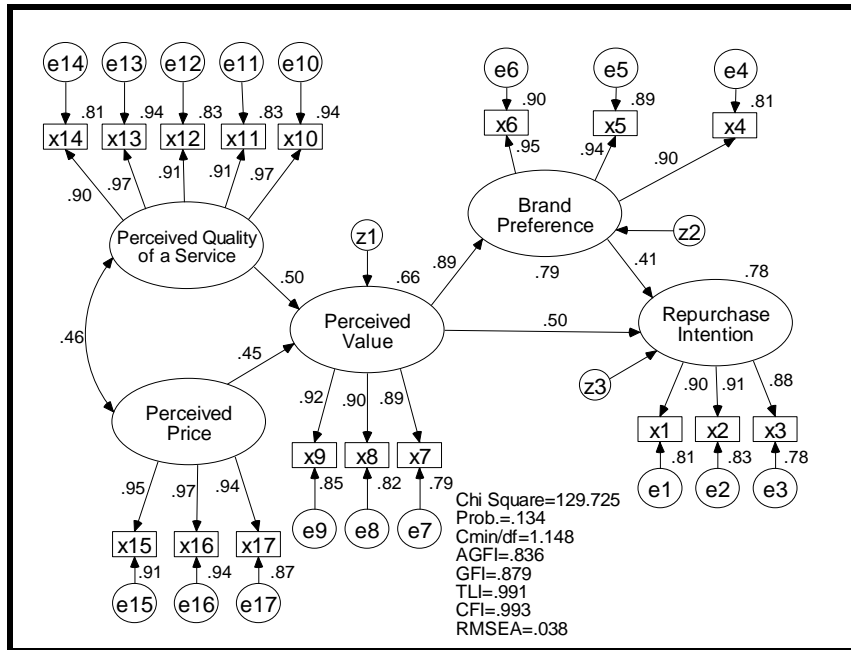 e14 e13 e12 e11 e10
.81 .94 .83 .83 .94
x14 x13 x12 x11 x10
.90 .97 .91 .91 .97
Perceived Quality
of a Service
e6 e5 e4
.90 .89 .81
x6 x5 x4
.95 .94 .90
Brand
Preference
.79
z1
z2
.50
.66
.89
.41
.78
Perceived
Value
.50
Repurchase
Intention
.46
.45
z3
Perceived
Price
.92 .90 .89
x9 x8 x7
.85 .82 .79
e9 e8 e7
.90 .91 .88
x1 x2 x3
.81 .83 .78
e1 e2 e3
.95 .97 .94
x15 x16 x17
.91 .94 .87
e15 e16 e17
Chi Square=129.725
Prob.=.134
Cmin/df=1.148
AGFI=.836
GFI=.879
TLI=.991
CFI=.993
RMSEA=.038